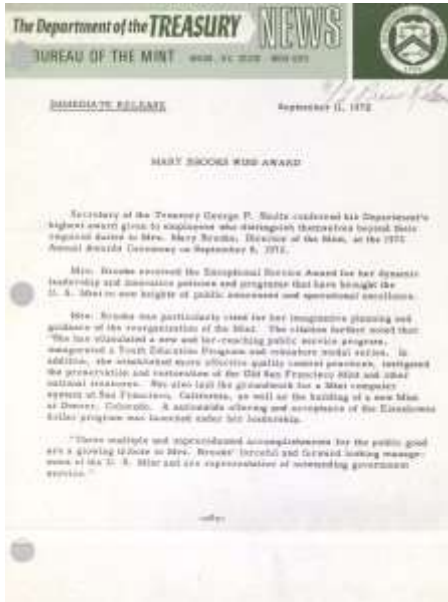 The Department of the TREASURY NEWS
BUREAU OF THE MINT
IMMEDIATE RELEASE September 11, 1972
MARY BROOKS WINS AWARD
Secretary of the Treasury George P. Shultz conferred his Department's
highest award given to employees who distinguish themselves beyond their
required duties to Mrs. Mary Brooks, Director of the Mint, at the 1972
Annual Awards Ceremony on September 8, 1972.
Mrs. Brooks received the Exceptional Service Award for her dynamic
leadership and innovative policies and programs that have brought the
U. S. Mint to new heights of public awareness and operational excellence.
Mrs. Brooks was particularly cited for her imaginative planning and
guidance of the reorganization of the Mint. The citation further noted that
"She has stimulated a new and far-reaching public service program,
inaugurated a Youth Education Program and miniature medal series. In
addition, she established more effective quality control practices, instigated
the preservation and restoration of the Old San Francisco Mint and other
national treasures. She also laid the groundwork for a Mint computer
system at San Francisco, California, as well as the building of a new Mint
at Denver, Colorado. A nationwide offering and acceptance of the Eisenhower
dollar program was launched under her leadership.
"These multiple and unprecedented accomplishments for the public good
are a growing tribute to Mrs. Brooks' forceful and forward looking manage-
ment of the U. S. Mint and are representative of outstanding government
service."